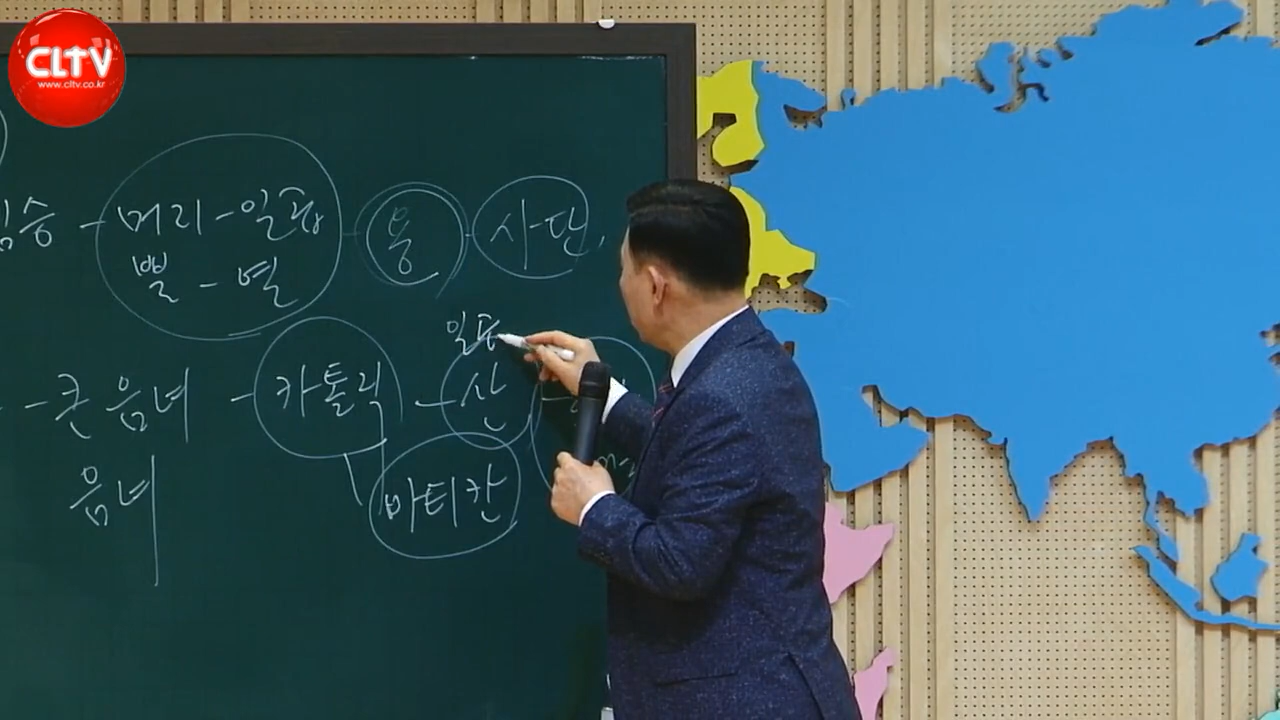 CLTV
www.cltv.co.kr
짐승 - 머리 - 일곱 - 용 - 사단,
뿔 - 열
일곱
- 큰 음녀 - 카톨릭 - 산
음녀
바티칸